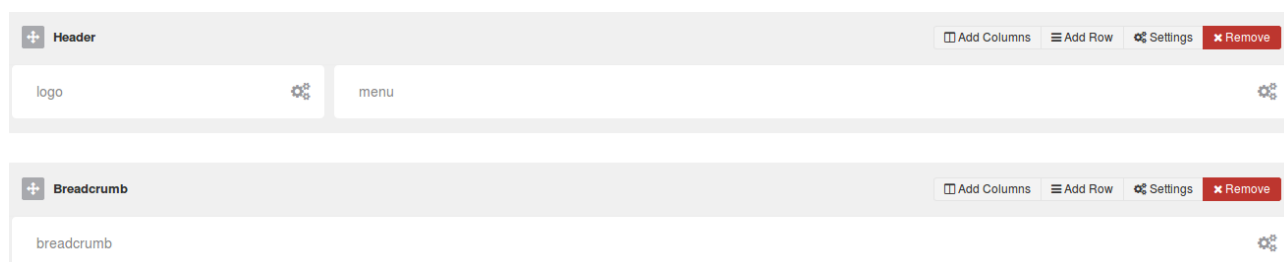 Header Add Columns Add Row Settings Remove
logo menu
Breadcrumb Add Columns Add Row Settings Remove
breadcrumb